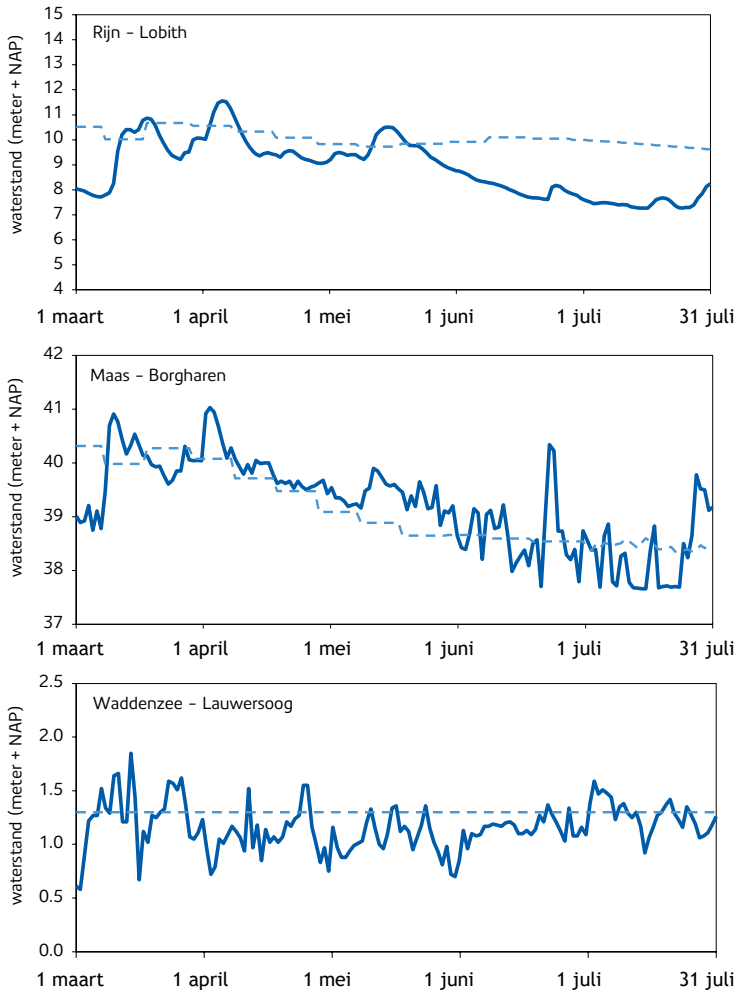 Rijn – Lobith
waterstand (meter + NAP)
15
14
13
12
11
10
9
8
7
6
5
4
1 maart 1 april 1 mei 1 juni 1 juli 31 juli
Maas – Borgharen
waterstand (meter + NAP)
42
41
40
39
38
37
1 maart 1 april 1 mei 1 juni 1 juli 31 juli
Waddenzee – Lauwersoog
waterstand (meter + NAP)
2.5
2.0
1.5
1.0
0.5
0.0
1 maart 1 april 1 mei 1 juni 1 juli 31 juli